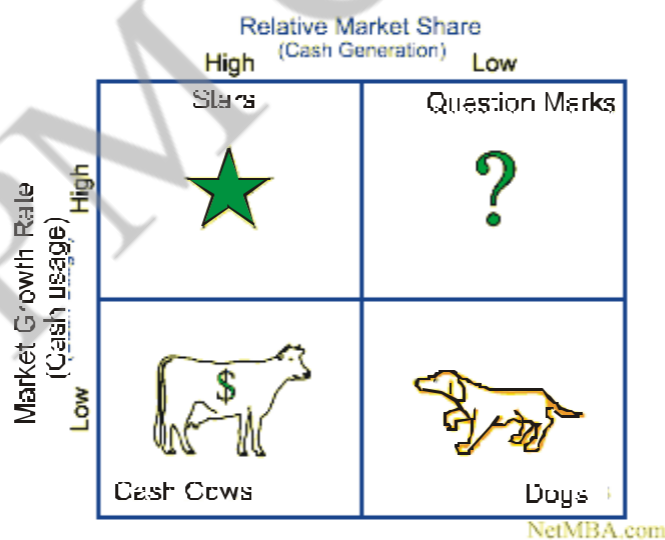 Relative Market Share
(Cash Generation)
High
Low
Stars
Question Marks
?
Market Growth Rate
(Cash usage)
High
Low
$
Cash Cows
Dogs
NetMBA.com